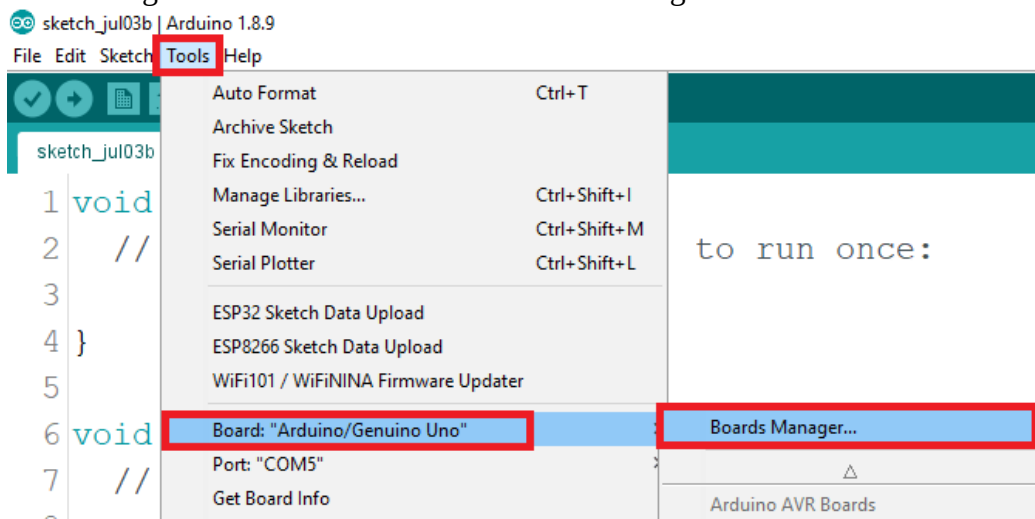 sketch_jul03b | Arduino 1.8.9
File Edit Sketch Tools Help
Auto Format Ctrl+T
Archive Sketch
sketch_jul03b
Fix Encoding & Reload
1 void
Manage Libraries... Ctrl+Shift+I
2 // to run once:
Serial Monitor Ctrl+Shift+M
Serial Plotter Ctrl+Shift+L
3
ESP32 Sketch Data Upload
4 }
ESP8266 Sketch Data Upload
5
WiFi101 / WiFiNINA Firmware Updater
6 void
Board: "Arduino/Genuino Uno"
Boards Manager...
Port: "COM5"
7 //
Get Board Info
Arduino AVR Boards